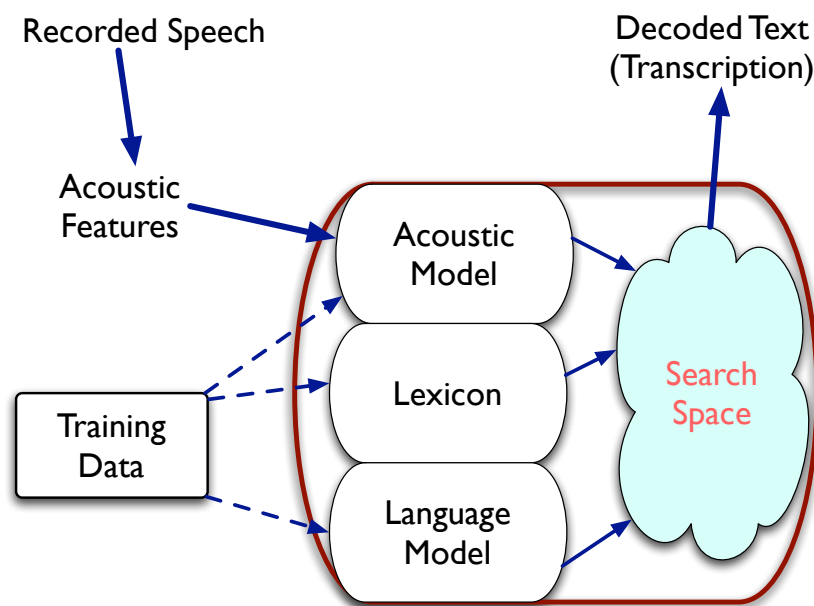 Recorded Speech
Decoded Text
(Transcription)
Acoustic
Features
Acoustic
Model
Lexicon
Search
Space
Training
Data
Language
Model